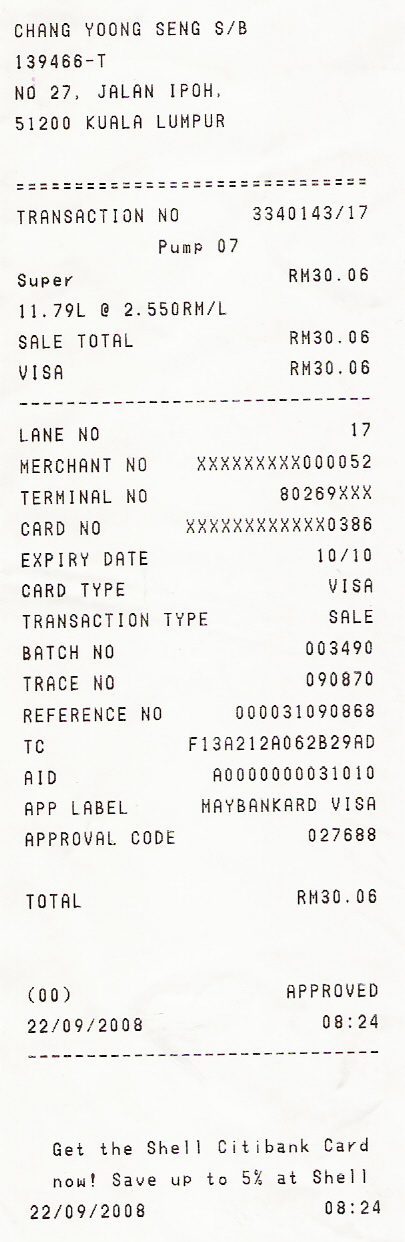 CHANG YOONG SENG S/B
139466-T
NO 27, JALAN IPOH,
51200 KUALA LUMPUR
==============================
TRANSACTION NO 3340143/17
Pump 07
Super RM30.06
11.79L @ 2.550RM/L
SALE TOTAL RM30.06
VISA RM30.06
------------------------------
LANE NO 17
MERCHANT NO XXXXXXXXX000052
TERMINAL NO 80269XXX
CARD NO XXXXXXXXXXXX0386
EXPIRY DATE 10/10
CARD TYPE VISA
TRANSACTION TYPE SALE
BATCH NO 003490
TRACE NO 090870
REFERENCE NO 000031090868
TC F13A212A062B29AD
AID A0000000031010
APP LABEL MAYBANKARD VISA
APPROVAL CODE 027688
TOTAL RM30.06
(00) APPROVED
22/09/2008 08:24
------------------------------
Get the Shell Citibank Card
now! Save up to 5% at Shell
22/09/2008 08:24